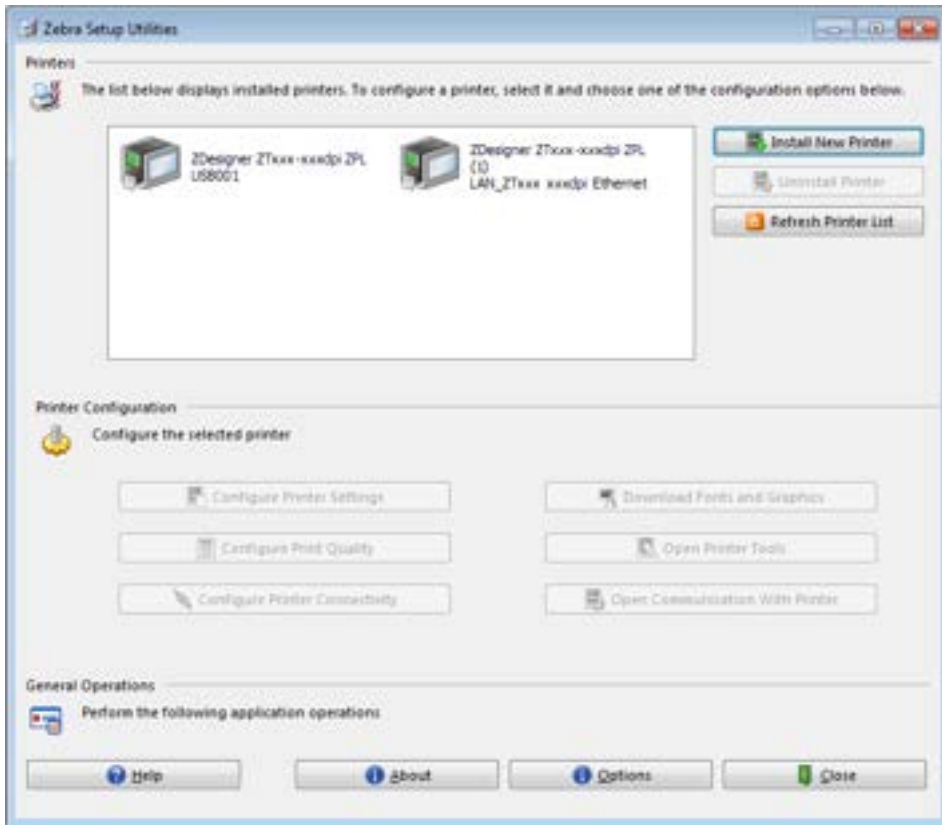 Zebra Setup Utilities
Printers
The list below displays installed printers. To configure a printer, select it and choose one of the configuration options below.
ZDesigner ZTxxx-xxxdpi ZPL
USB001
ZDesigner ZTxxx-xxxdpi ZPL
(1)
LAN_ZTxxx xxxdpi Ethernet
Install New Printer
Uninstall Printer
Refresh Printer List
Printer Configuration
Configure the selected printer
Configure Printer Settings
Download Fonts and Graphics
Configure Print Quality
Open Printer Tools
Configure Printer Connectivity
Open Communication With Printer
General Operations
Perform the following application operations
Help
About
Options
Close